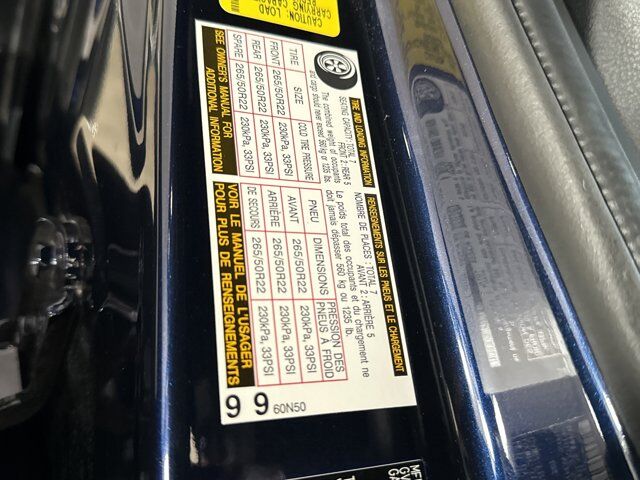 CAUTION: LOAD
CARRYING CAPACITY
TIRE AND LOADING INFORMATION
SEATING CAPACITY:TOTAL 7
FRONT 2:REAR 5
The combined weight of occupants
and cargo should never exceed 560 kg or 1235 lbs.
TIRE SIZE COLD TIRE PRESSURE
FRONT 265/50R22 230kPa, 33PSI
REAR 265/50R22 230kPa, 33PSI
SPARE 265/50R22 230kPa, 33PSI
SEE OWNER'S MANUAL FOR
ADDITIONAL INFORMATION
RENSEIGNEMENTS SUR LES PNEUS ET LE CHARGEMENT
NOMBRE DE PLACES : TOTAL 7
AVANT 2: ARRIÈRE 5
Le poids total des occupants et du chargement ne
doit jamais dépasser 560 kg ou 1235 lb.
PNEU DIMENSIONS PRESSION DES
PNEUS À FROID
AVANT 265/50R22 230kPa, 33PSI
ARRIÈRE 265/50R22 230kPa, 33PSI
DE SECOURS 265/50R22 230kPa, 33PSI
VOIR LE MANUEL DE L'USAGER
POUR PLUS DE RENSEIGNEMENTS
9 9 60N50